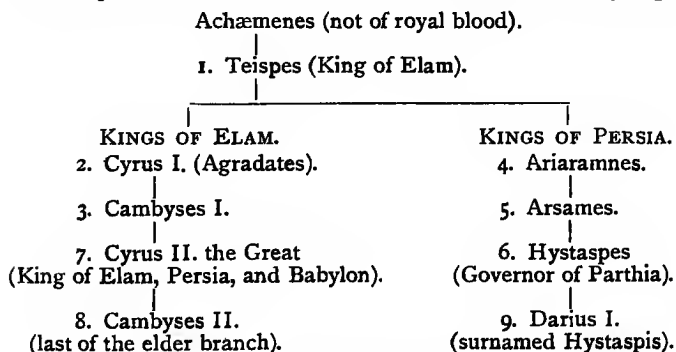 Achæmenes (not of royal blood).
1. Teispes (King of Elam).
KINGS OF ELAM.
2. Cyrus I. (Agradates).
3. Cambyses I.
7. Cyrus II. the Great
(King of Elam, Persia, and Babylon).
8. Cambyses II.
(last of the elder branch).
KINGS OF PERSIA.
4. Ariaramnes.
5. Arsames.
6. Hystaspes
(Governor of Parthia).
9. Darius I.
(surnamed Hystaspis).